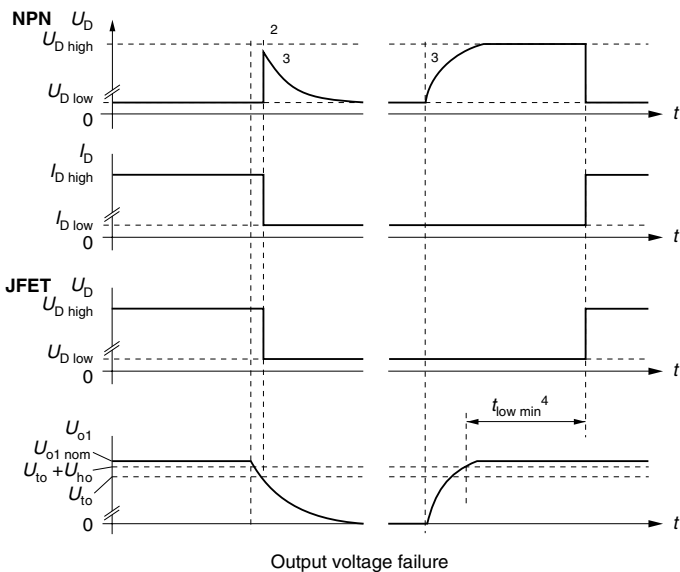 NPN U_D
2
U_D high
3
3
U_D low
0
t
I_D
I_D high
I_D low
0
t
JFET U_D
U_D high
U_D low
0
t
t_low min^4
U_o1
U_o1 nom
U_to + U_ho
U_to
0
t
Output voltage failure